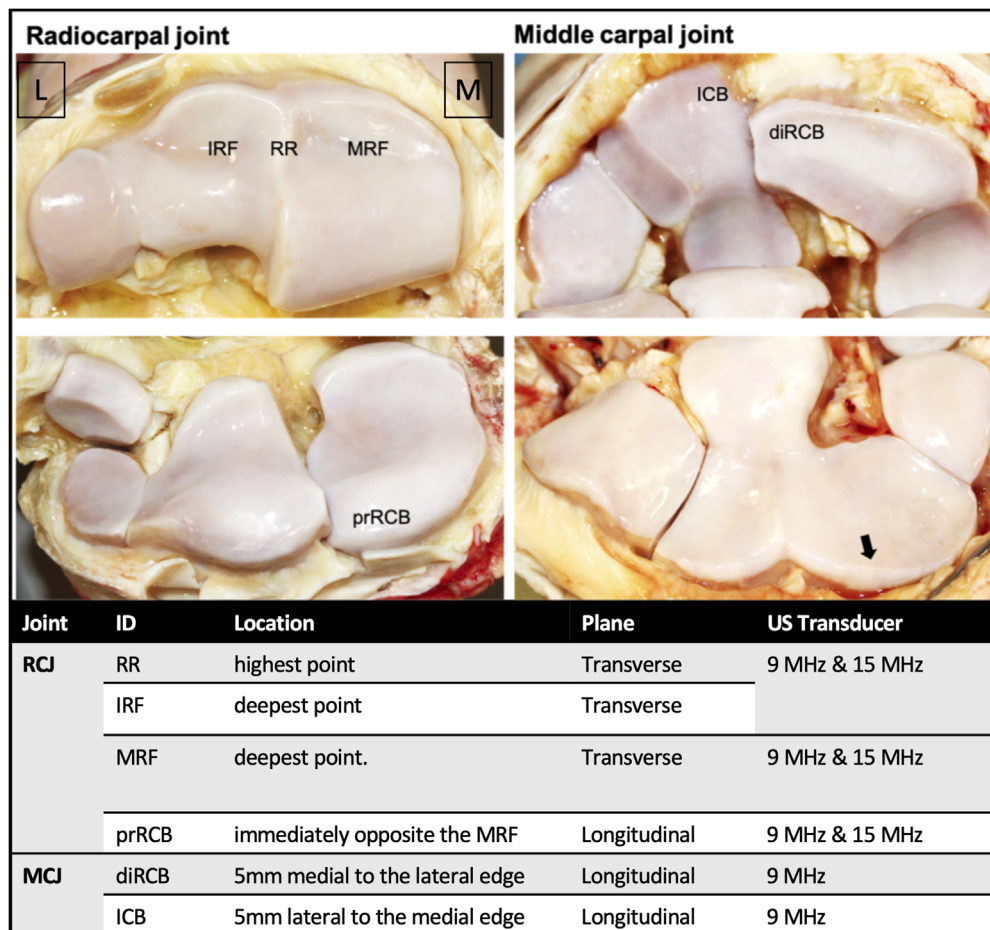 Radiocarpal joint
Middle carpal joint
L
M
IRF
RR
MRF
ICB
diRCB
prRCB
Joint ID Location Plane US Transducer
RCJ RR highest point Transverse 9 MHz & 15 MHz
IRF deepest point Transverse
MRF deepest point. Transverse 9 MHz & 15 MHz
prRCB immediately opposite the MRF Longitudinal 9 MHz & 15 MHz
MCJ diRCB 5mm medial to the lateral edge Longitudinal 9 MHz
ICB 5mm lateral to the medial edge Longitudinal 9 MHz